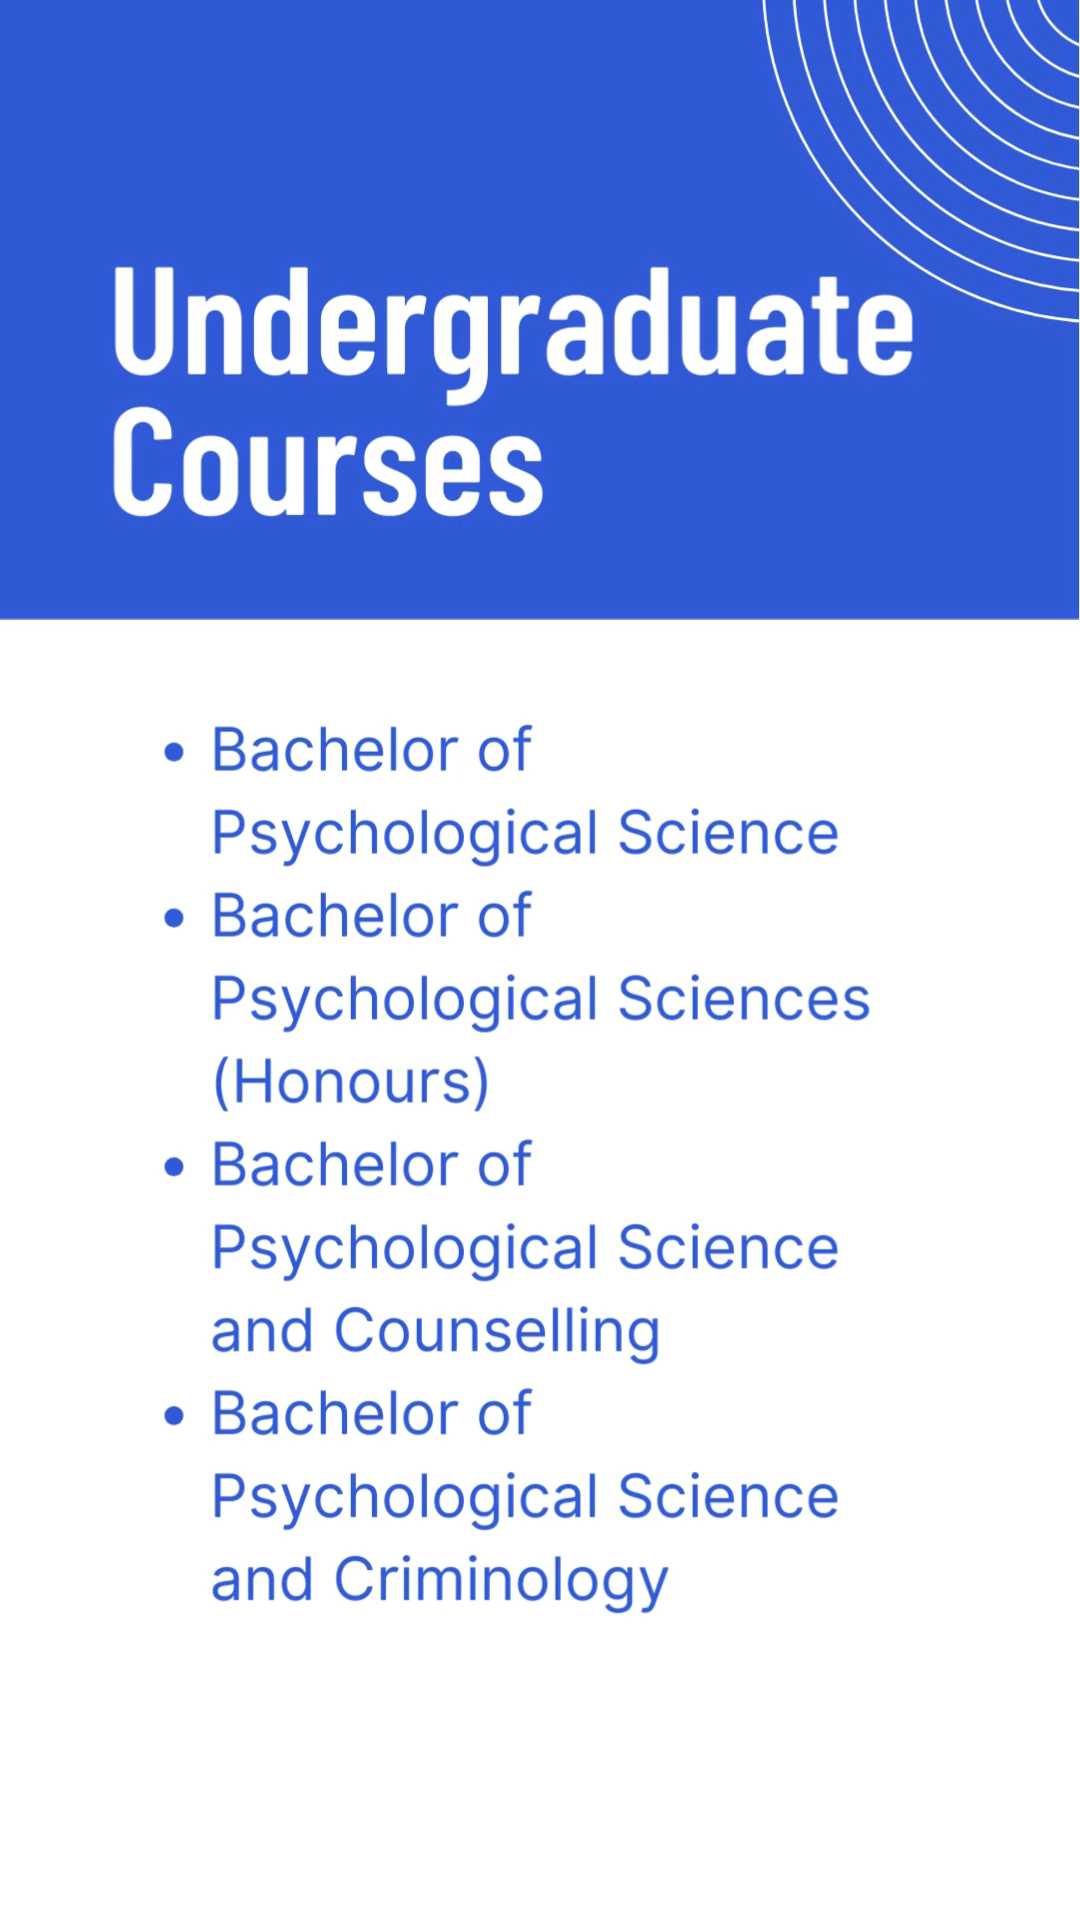 Undergraduate
Courses
• Bachelor of
Psychological Science
• Bachelor of
Psychological Sciences
(Honours)
• Bachelor of
Psychological Science
and Counselling
• Bachelor of
Psychological Science
and Criminology